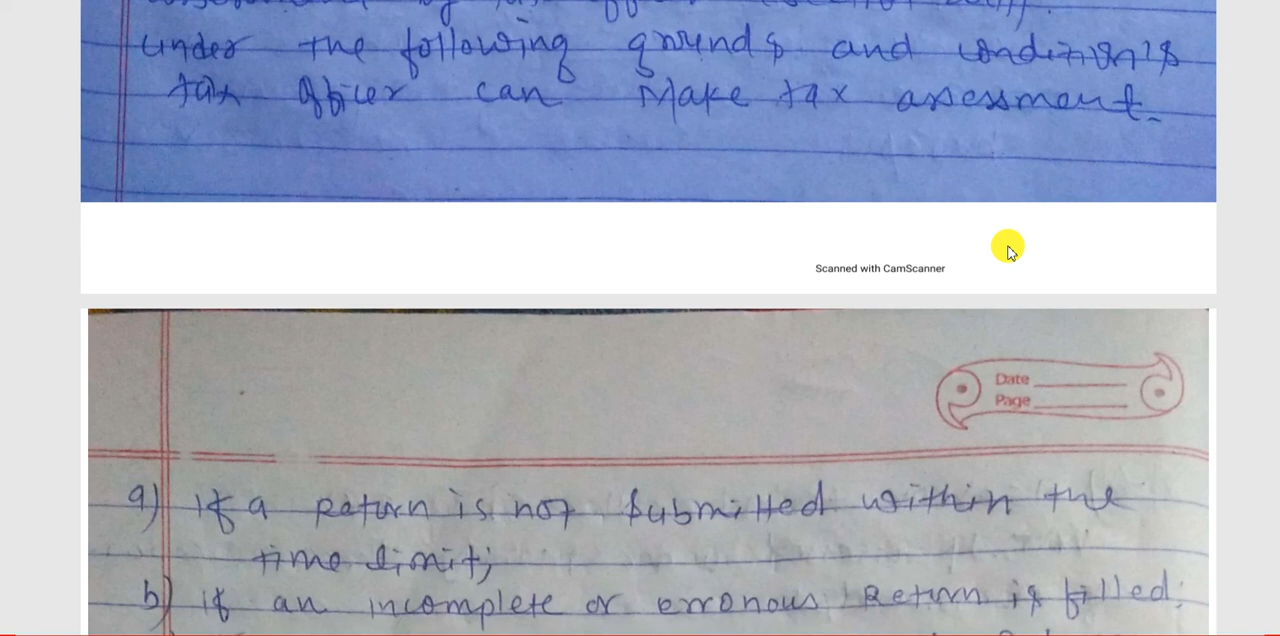 under the following grounds and conditions
tax officer can Make tax assessment.
Scanned with CamScanner
Date
Page
a) If a Return is not Submitted within the
time limit;
b) if an incomplete or erronous Return is filled;